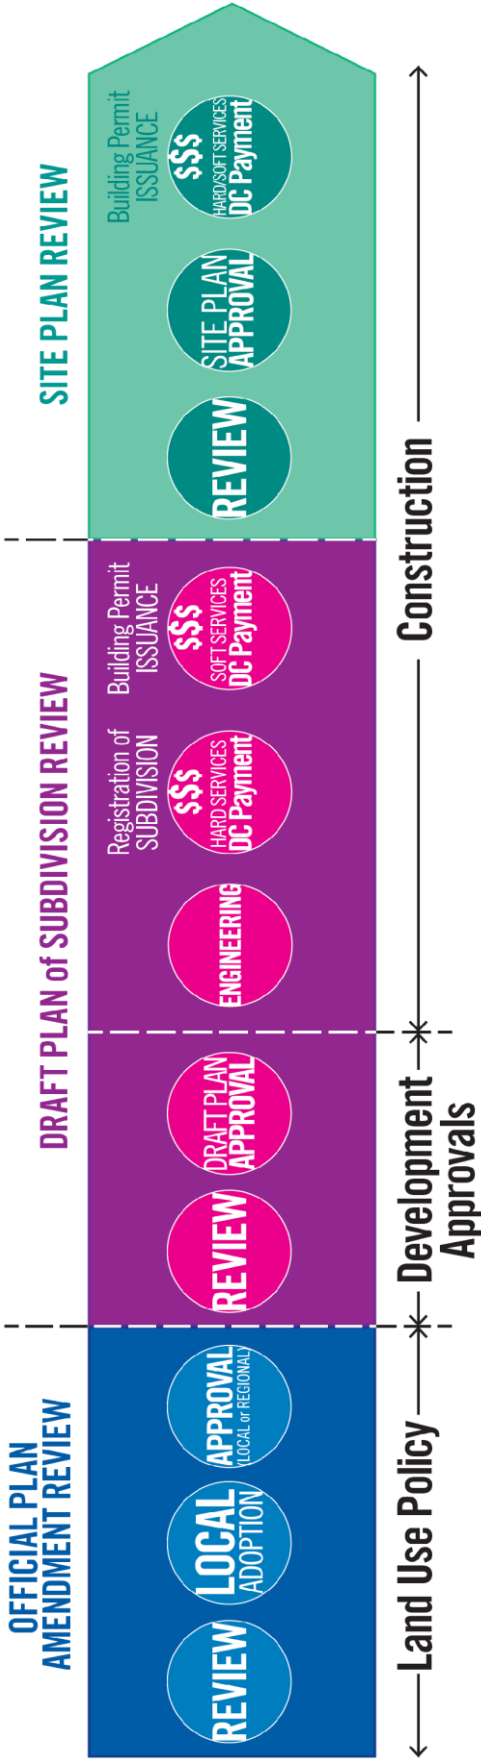 OFFICIAL PLAN
AMENDMENT REVIEW
DRAFT PLAN of SUBDIVISION REVIEW
SITE PLAN REVIEW
REVIEW
LOCAL
ADOPTION
APPROVAL
(LOCAL or REGIONAL)
REVIEW
DRAFT PLAN
APPROVAL
ENGINEERING
Registration of
SUBDIVISION
$$$
HARD SERVICES
DC Payment
Building Permit
ISSUANCE
$$$
SOFT SERVICES
DC Payment
REVIEW
SITE PLAN
APPROVAL
Building Permit
ISSUANCE
$$$
HARD/SOFT SERVICES
DC Payment
Land Use Policy
Development
Approvals
Construction